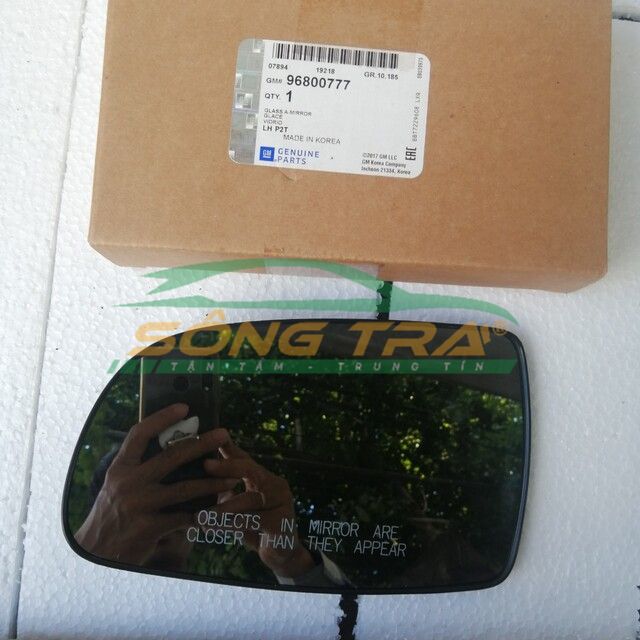 07894 19218 GR.10.185
GM# 96800777
QTY. 1
GLASS A-MIRROR
GLACE
VIDRIO
LH P2T
MADE IN KOREA
GM GENUINE
PARTS
©2017 GM LLC
GM Korea Company
Incheon 21334, Korea
EAC
SÔNG TRÀ®
TẬN TÂM - TRUNG TÍN
OBJECTS IN MIRROR ARE
CLOSER THAN THEY APPEAR